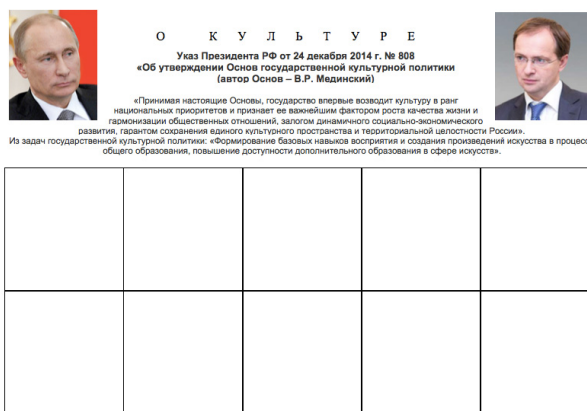 О К У Л Ь Т У Р Е
Указ Президента РФ от 24 декабря 2014 г. № 808
«Об утверждении Основ государственной культурной политики
(автор Основ – В.Р. Мединский)
«Принимая настоящие Основы, государство впервые возводит культуру в ранг
национальных приоритетов и признает ее важнейшим фактором роста качества жизни и
гармонизации общественных отношений, залогом динамичного социально-экономического
развития, гарантом сохранения единого культурного пространства и территориальной целостности России».
Из задач государственной культурной политики: «Формирование базовых навыков восприятия и создания произведений искусства в процесс
общего образования, повышение доступности дополнительного образования в сфере искусств».